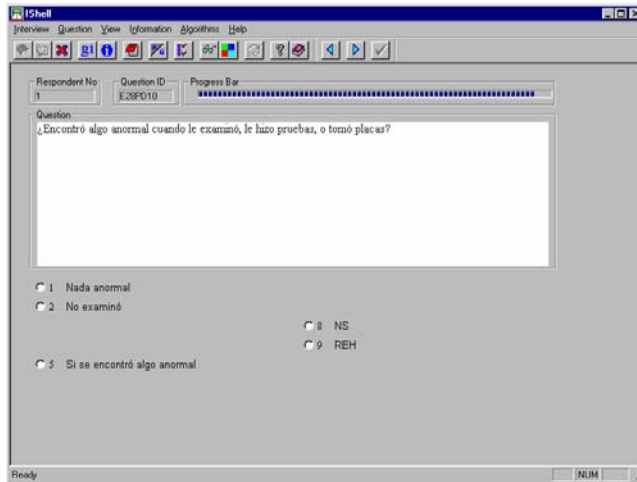 IShell
Interview Question View Information Algorithms Help
g1
Respondent No Question ID Progress Bar
1 E28PD10
Question
¿Encontró algo anormal cuando le examinó, le hizo pruebas, o tomó placas?
1 Nada anormal
2 No examinó
8 NS
9 REH
5 Si se encontró algo anormal
Ready NUM